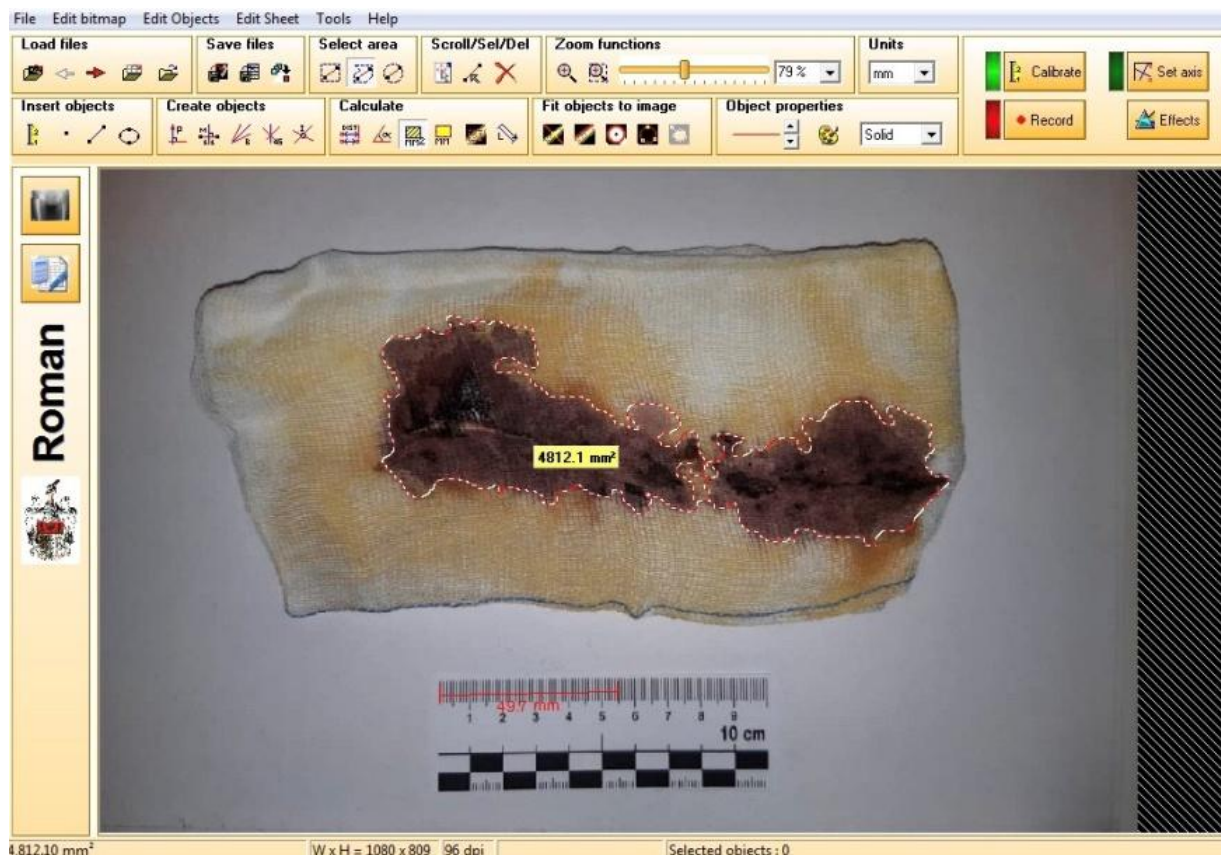 File Edit bitmap Edit Objects Edit Sheet Tools Help
Load files Save files Select area Scroll/Sel/Del Zoom functions Units
79 % mm Calibrate Set axis
Insert objects Create objects Calculate Fit objects to image Object properties
Solid Record Effects
Roman
4812.1 mm²
49.7 mm
1 2 3 4 5 6 7 8 9
10 cm
4.812.10 mm² W x H = 1080 x 809 96 dpi Selected objects : 0